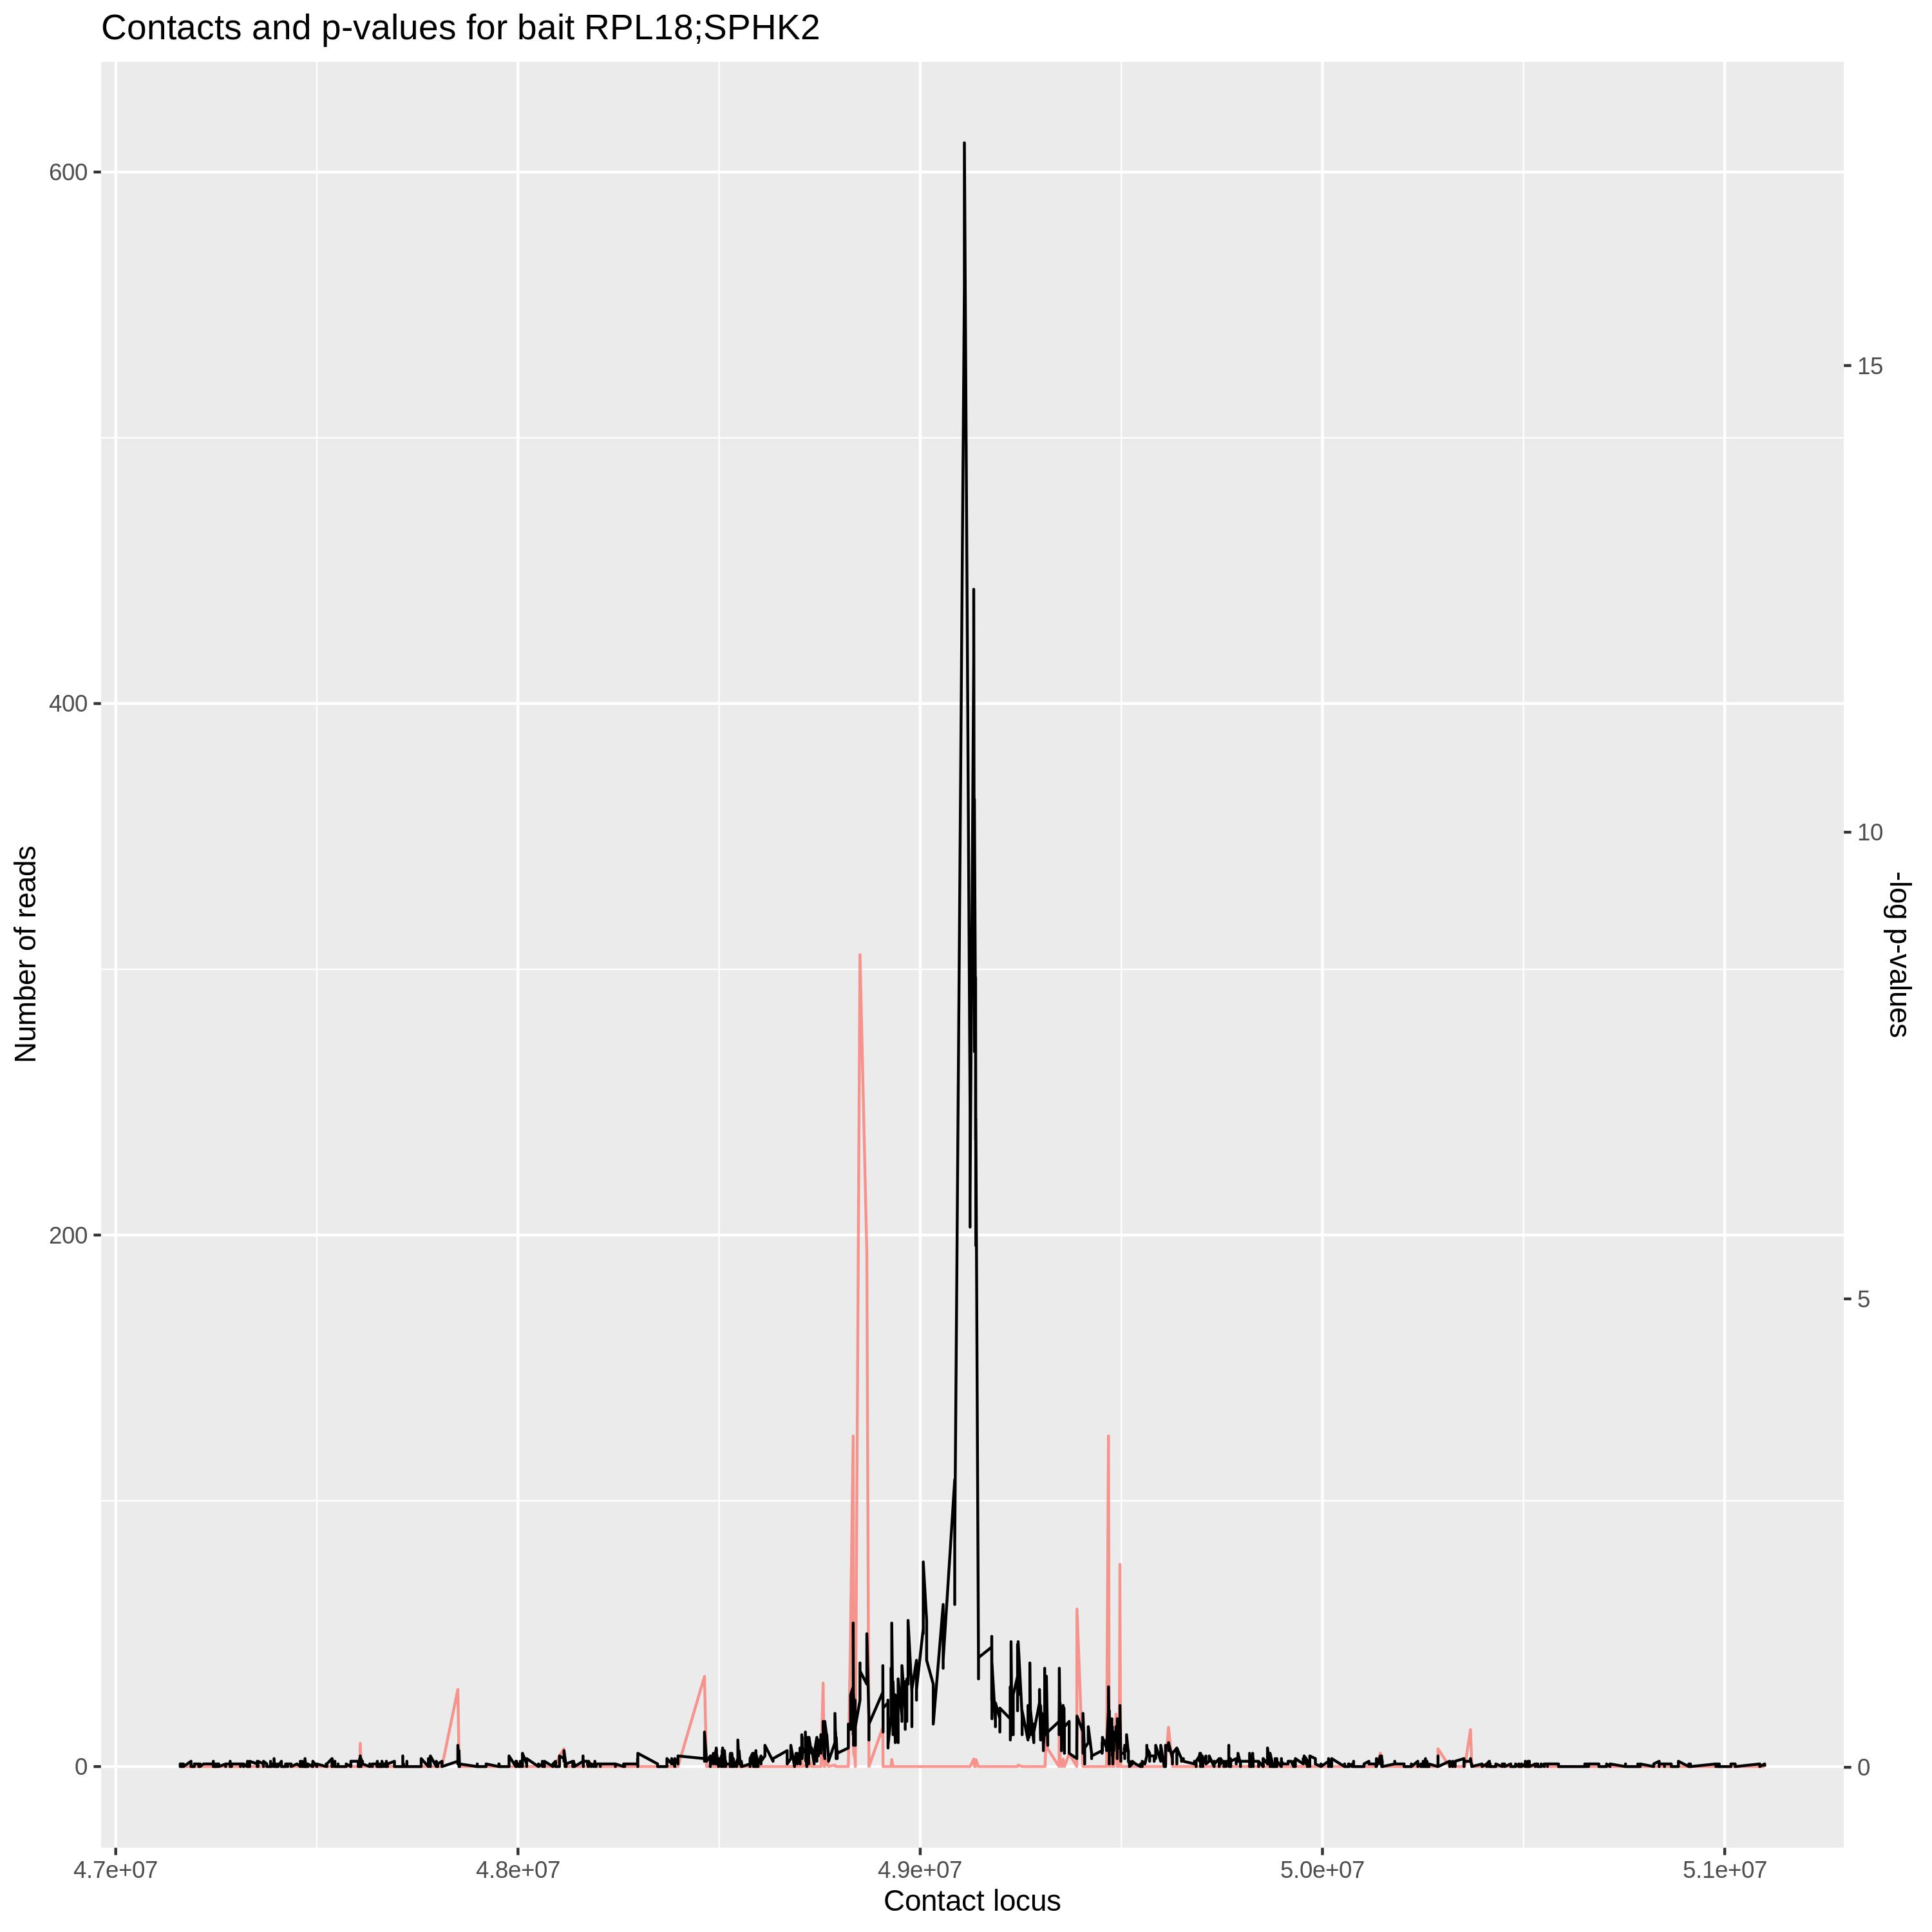 Contacts and p-values for bait RPL18;SPHK2
600
400
200
0
15
10
5
0
Number of reads
-log p-values
4.7e+07 4.8e+07 4.9e+07 5.0e+07 5.1e+07
Contact locus